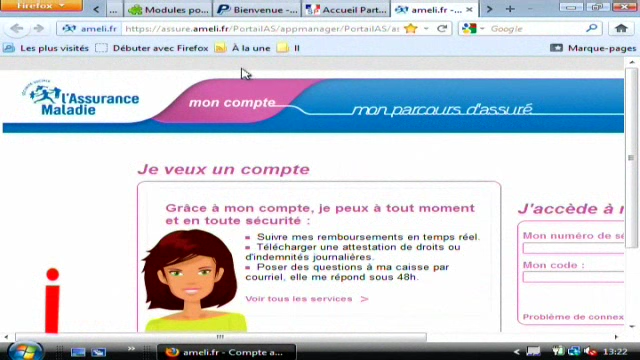 Firefox
Modules po...
Bienvenue -...
Accueil Part...
ameli.fr -...
ameli.fr
https://assure.ameli.fr/PortailAS/appmanager/PortailAS/as
Google
Les plus visités
Débuter avec Firefox
À la une
II
Marque-pages
l'Assurance
Maladie
mon compte
mon parcours d'assuré
Je veux un compte
Grâce à mon compte, je peux à tout moment
et en toute sécurité :
Suivre mes remboursements en temps réel.
Télécharger une attestation de droits ou
d'indemnités journalières.
Poser des questions à ma caisse par
courriel, elle me répond sous 48h.
Voir tous les services >
J'accède à m
Mon numéro de sé
Mon code :
Problème de connex
i
ameli.fr - Compte a...
13:22